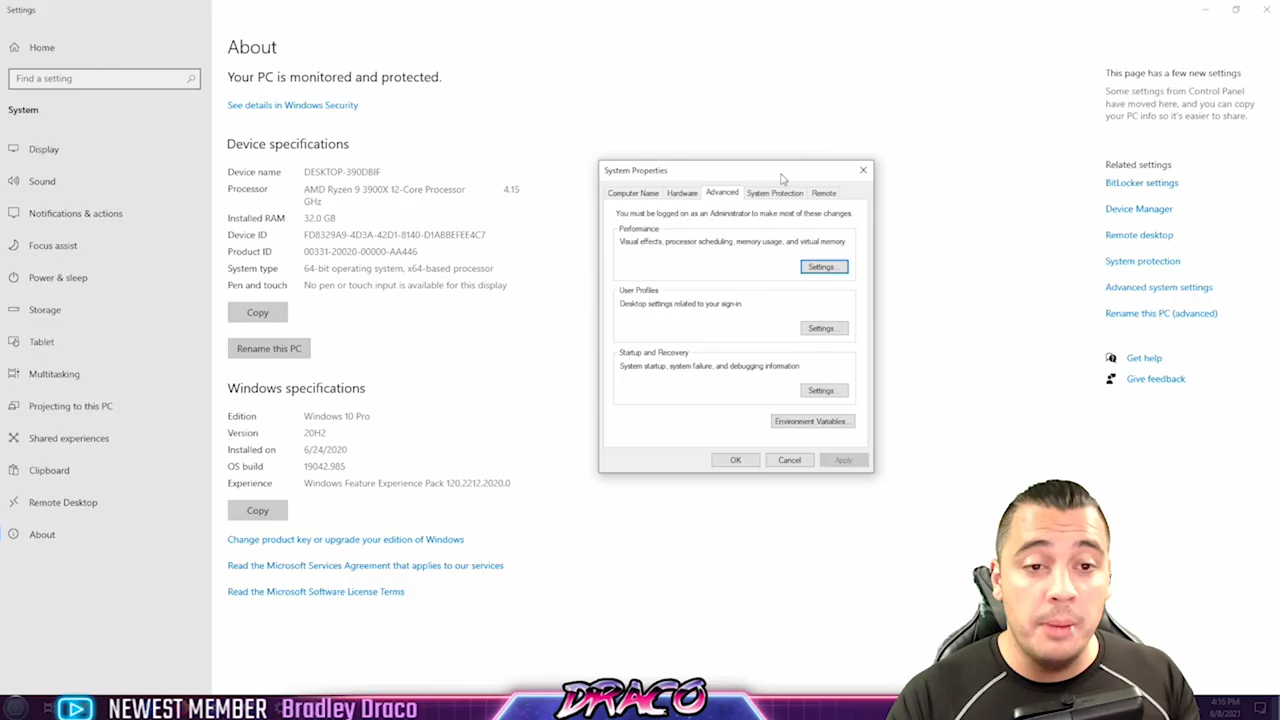 Settings
Home
Find a setting
System
Display
Sound
Notifications & actions
Focus assist
Power & sleep
Storage
Tablet
Multitasking
Projecting to this PC
Shared experiences
Clipboard
Remote Desktop
About
About
Your PC is monitored and protected.
See details in Windows Security
Device specifications
Device name DESKTOP-390DBIF
Processor AMD Ryzen 9 3900X 12-Core Processor 4.15
GHz
Installed RAM 32.0 GB
Device ID FD8329A9-4D3A-42D1-8140-D1ABBEFEE4C7
Product ID 00331-20020-00000-AA446
System type 64-bit operating system, x64-based processor
Pen and touch No pen or touch input is available for this display
Copy
Rename this PC
Windows specifications
Edition Windows 10 Pro
Version 20H2
Installed on 6/24/2020
OS build 19042.985
Experience Windows Feature Experience Pack 120.2212.2020.0
Copy
Change product key or upgrade your edition of Windows
Read the Microsoft Services Agreement that applies to our services
Read the Microsoft Software License Terms
System Properties
Computer Name Hardware Advanced System Protection Remote
You must be logged on as an Administrator to make most of these changes.
Performance
Visual effects, processor scheduling, memory usage, and virtual memory
Settings...
User Profiles
Desktop settings related to your sign-in
Settings...
Startup and Recovery
System startup, system failure, and debugging information
Settings...
Environment Variables...
OK Cancel Apply
This page has a few new settings
Some settings from Control Panel
have moved here, and you can copy
your PC info so it's easier to share.
Related settings
BitLocker settings
Device Manager
Remote desktop
System protection
Advanced system settings
Rename this PC (advanced)
Get help
Give feedback
NEWEST MEMBER Bradley Draco
DRACO
4:16 PM
6/8/2021